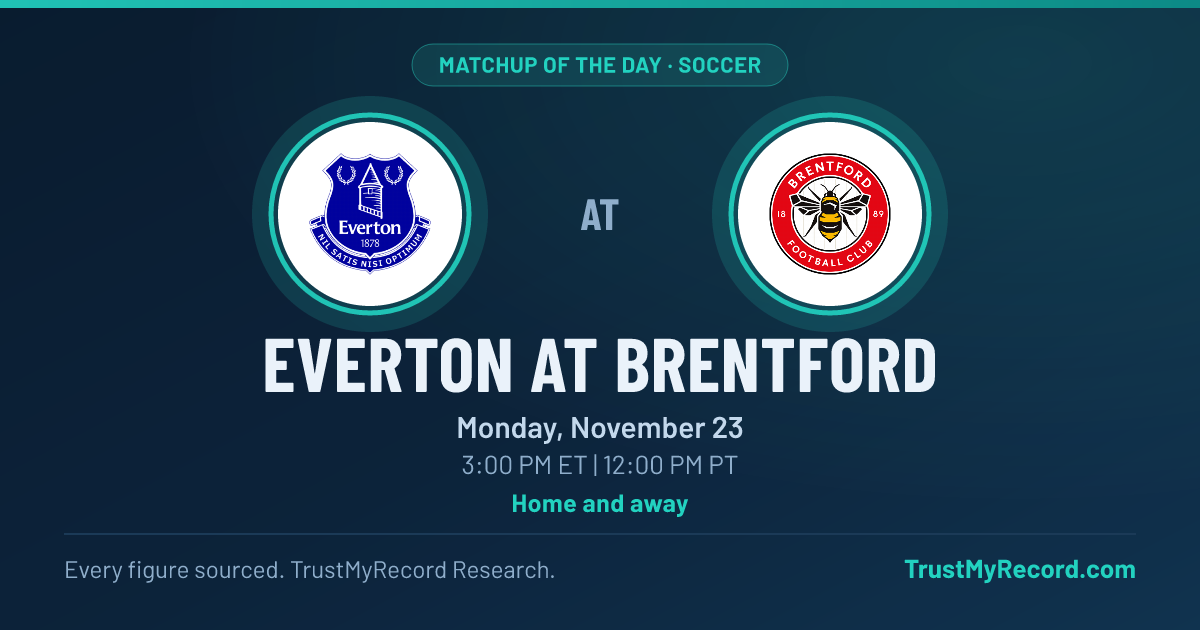 MATCHUP OF THE DAY · SOCCER
Everton
1878
NIL SATIS NISI OPTIMUM
AT
BRENTFORD
18 89
FOOTBALL CLUB
EVERTON AT BRENTFORD
Monday, November 23
3:00 PM ET | 12:00 PM PT
Home and away
Every figure sourced. TrustMyRecord Research.
TrustMyRecord.com